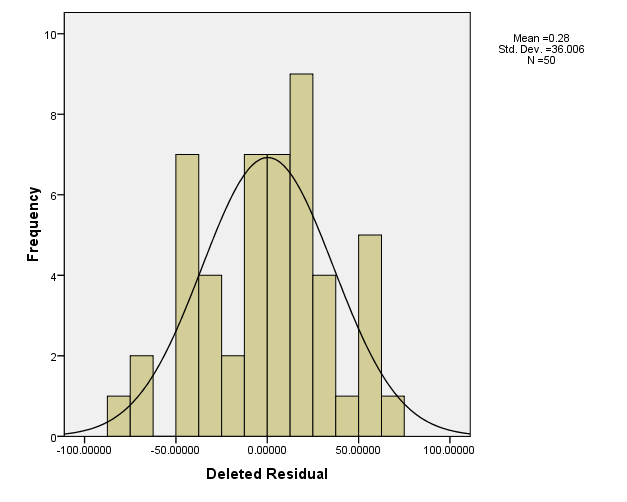 Mean =0.28
Std. Dev. =36.006
N =50
10
8
6
4
2
0
Frequency
-100.00000 -50.00000 0.00000 50.00000 100.00000
Deleted Residual